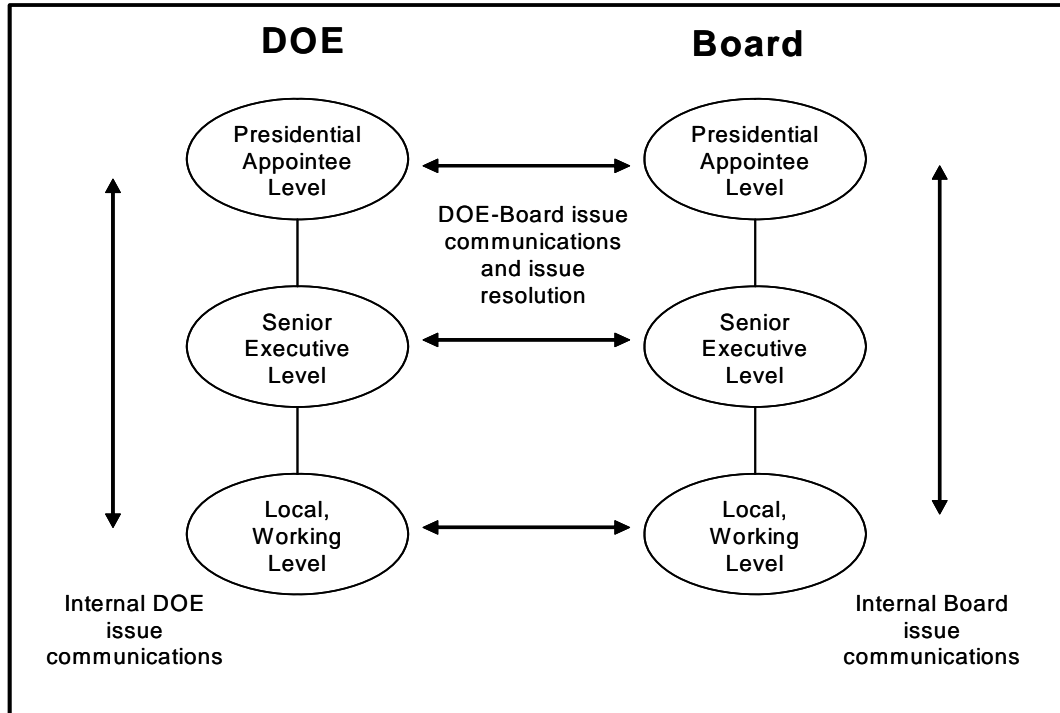 DOE
Board
Presidential
Appointee
Level
Presidential
Appointee
Level
DOE-Board issue
communications
and issue
resolution
Senior
Executive
Level
Senior
Executive
Level
Local,
Working
Level
Local,
Working
Level
Internal DOE
issue
communications
Internal Board
issue
communications